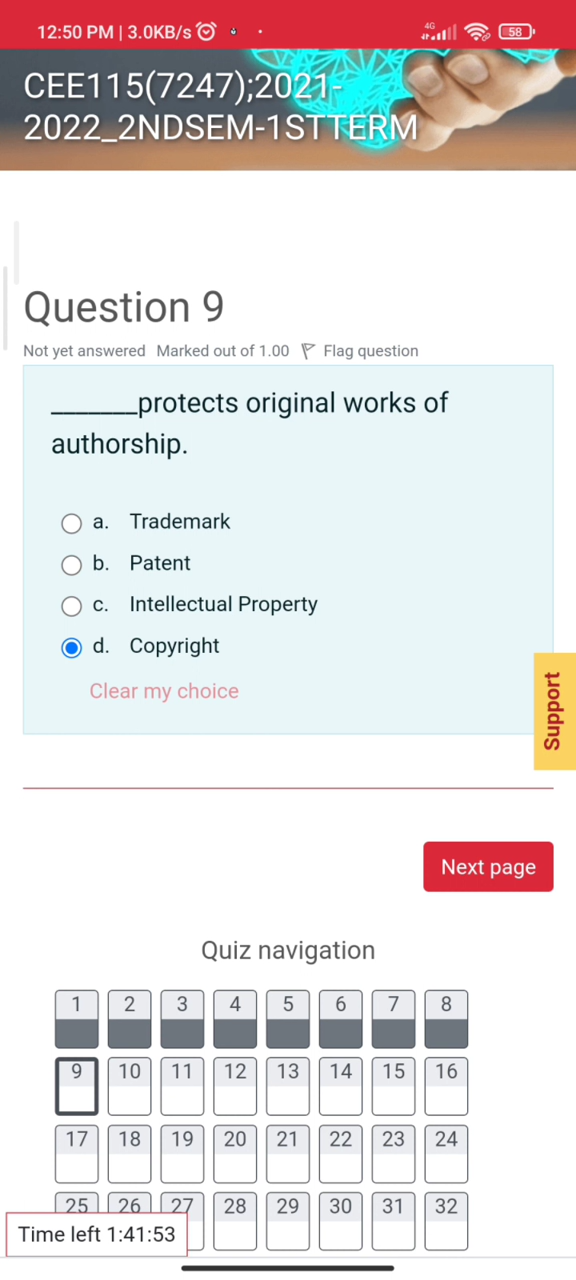 12:50 PM | 3.0KB/s
4G
58
CEE115(7247);2021-
2022_2NDSEM-1STTERM
Question 9
Not yet answered Marked out of 1.00 Flag question
_______protects original works of
authorship.
a. Trademark
b. Patent
c. Intellectual Property
d. Copyright
Clear my choice
Support
Next page
Quiz navigation
1 2 3 4 5 6 7 8
9 10 11 12 13 14 15 16
17 18 19 20 21 22 23 24
25 26 27 28 29 30 31 32
Time left 1:41:53